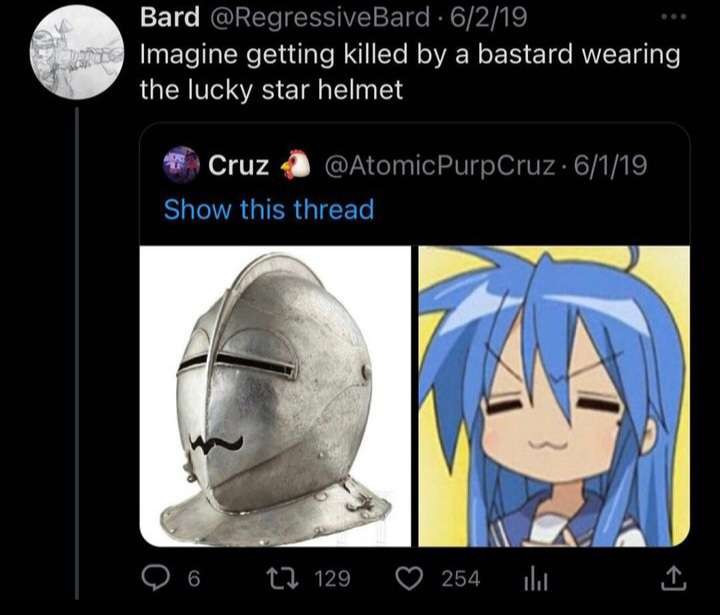 Bard @RegressiveBard · 6/2/19
Imagine getting killed by a bastard wearing
the lucky star helmet
Cruz 🐔 @AtomicPurpCruz · 6/1/19
Show this thread
6 129 254